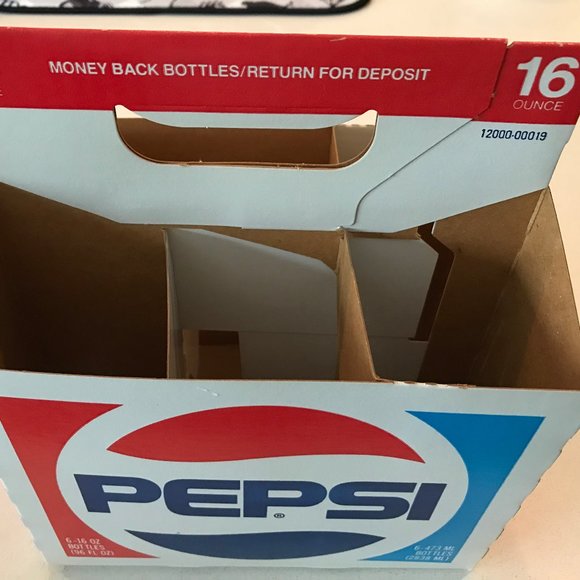 MONEY BACK BOTTLES/RETURN FOR DEPOSIT
16
OUNCE
12000-00019
PEPSI
®
6-16 OZ
BOTTLES
(96 FL OZ)
6-473 ML
BOTTLES
(2838 ML)